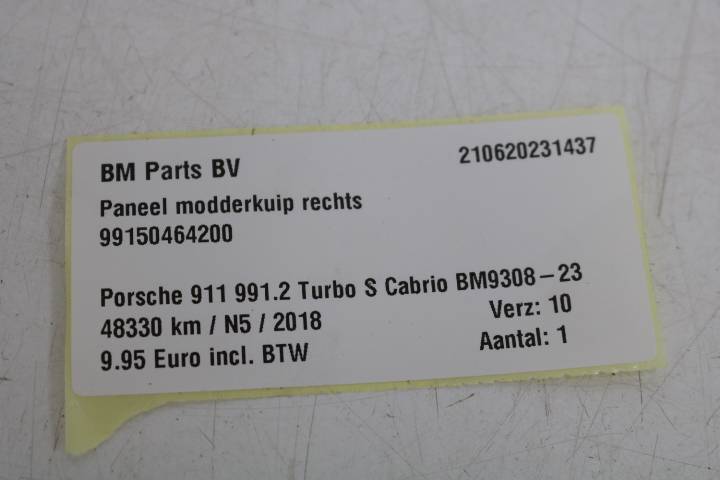 BM Parts BV 210620231437
Paneel modderkuip rechts
99150464200
Porsche 911 991.2 Turbo S Cabrio BM9308-23
48330 km / N5 / 2018 Verz: 10
9.95 Euro incl. BTW Aantal: 1